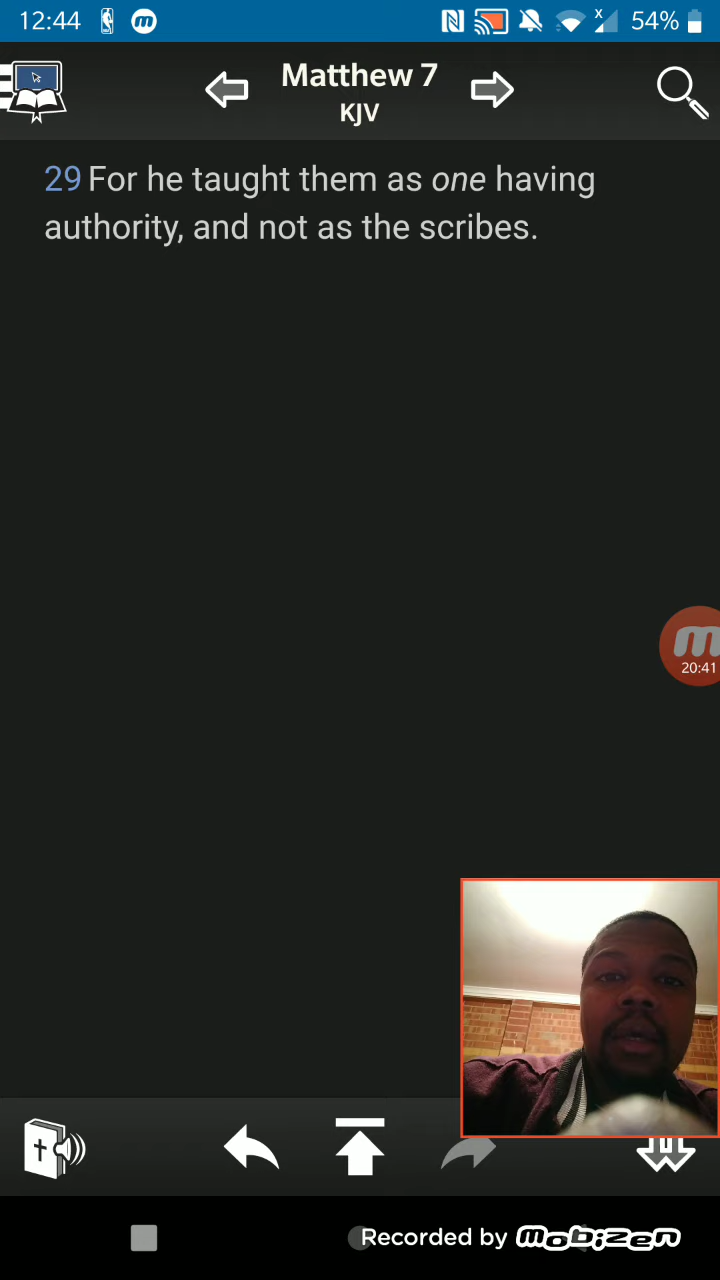 12:44 m x 54%
Matthew 7
KJV
29 For he taught them as one having
authority, and not as the scribes.
m
20:41
Recorded by mobizen